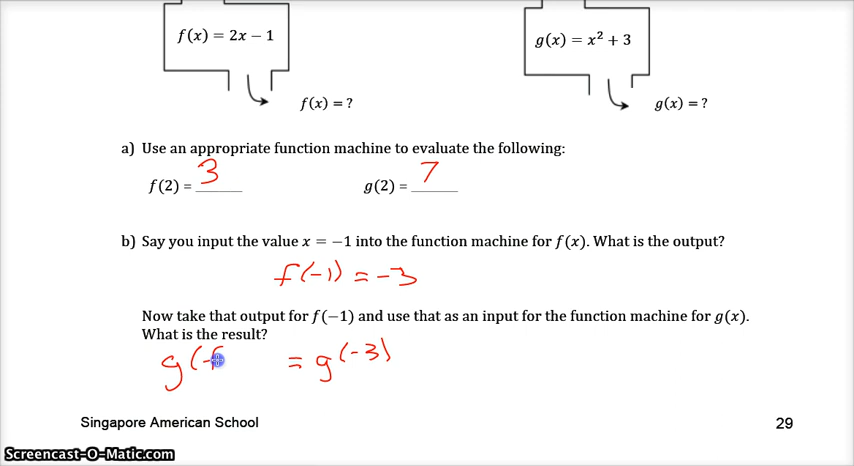 f(x) = 2x − 1
g(x) = x² + 3
f(x) = ?
g(x) = ?
a) Use an appropriate function machine to evaluate the following:
f(2) = 3
g(2) = 7
b) Say you input the value x = −1 into the function machine for f(x). What is the output?
f(-1) = -3
Now take that output for f(−1) and use that as an input for the function machine for g(x).
What is the result?
g(f = g(-3)
Singapore American School
29
Screencast-O-Matic.com